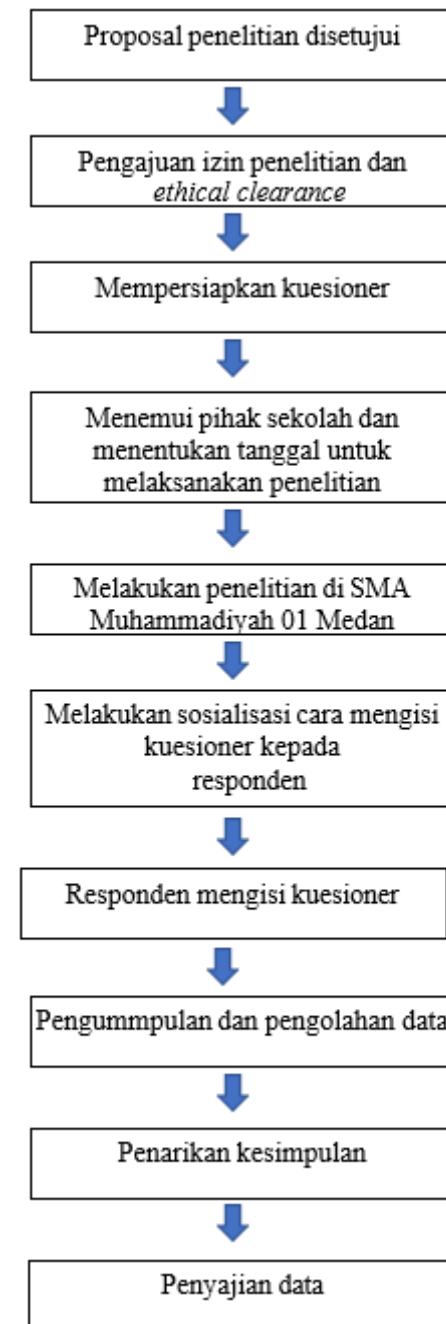 Proposal penelitian disetujui
Pengajuan izin penelitian dan
ethical clearance
Mempersiapkan kuesioner
Menemui pihak sekolah dan
menentukan tanggal untuk
melaksanakan penelitian
Melakukan penelitian di SMA
Muhammadiyah 01 Medan
Melakukan sosialisasi cara mengisi
kuesioner kepada
responden
Responden mengisi kuesioner
Pengummpulan dan pengolahan data
Penarikan kesimpulan
Penyajian data